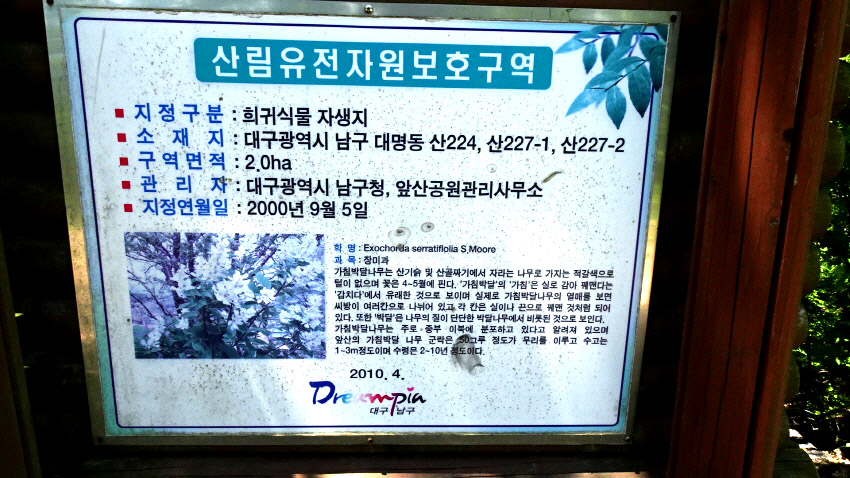 산림유전자원보호구역
■ 지정구분 : 희귀식물 자생지
■ 소재지 : 대구광역시 남구 대명동 산224, 산227-1, 산227-2
■ 구역면적 : 2.0ha
■ 관리자 : 대구광역시 남구청, 앞산공원관리사무소
■ 지정연월일 : 2000년 9월 5일
학 명 : Exochorda serratiflolia S,Moore
과 목 : 장미과
가침박달나무는 산기슭 및 산골짜기에서 자라는 나무로 가지는 적갈색으로
털이 없으며 꽃은 4~5월에 핀다. '가침박달'의 '가침'은 실로 감아 꿰맨다는
'감치다'에서 유래한 것으로 보이며 실제로 가침박달나무의 열매를 보면
씨방이 여러칸으로 나뉘어 있고 각 칸은 실이나 끈으로 꿰맨 것처럼 되어
있다. 또한 '박달'은 나무의 질이 단단한 박달나무에서 비롯된 것으로 보인다.
가침박달나무는 주로 중부 이북에 분포하고 있다고 알려져 있으며
앞산의 가침박달 나무 군락은 50그루 정도가 무리를 이루고 수고는
1~3m정도이며 수령은 2~10년 정도이다.
2010. 4.
Dreampia
대구 남구